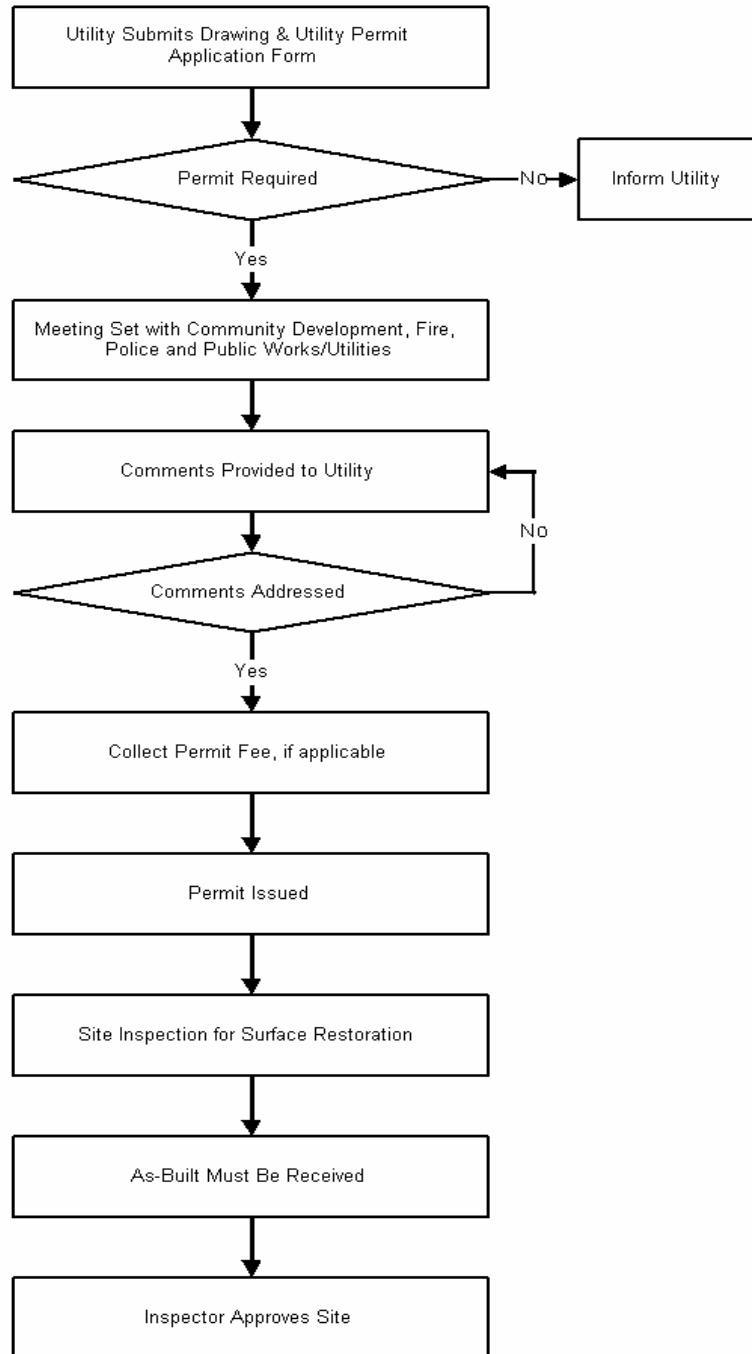 Utility Submits Drawing & Utility Permit
Application Form
Permit Required
No
Inform Utility
Yes
Meeting Set with Community Development, Fire,
Police and Public Works/Utilities
Comments Provided to Utility
No
Comments Addressed
Yes
Collect Permit Fee, if applicable
Permit Issued
Site Inspection for Surface Restoration
As-Built Must Be Received
Inspector Approves Site